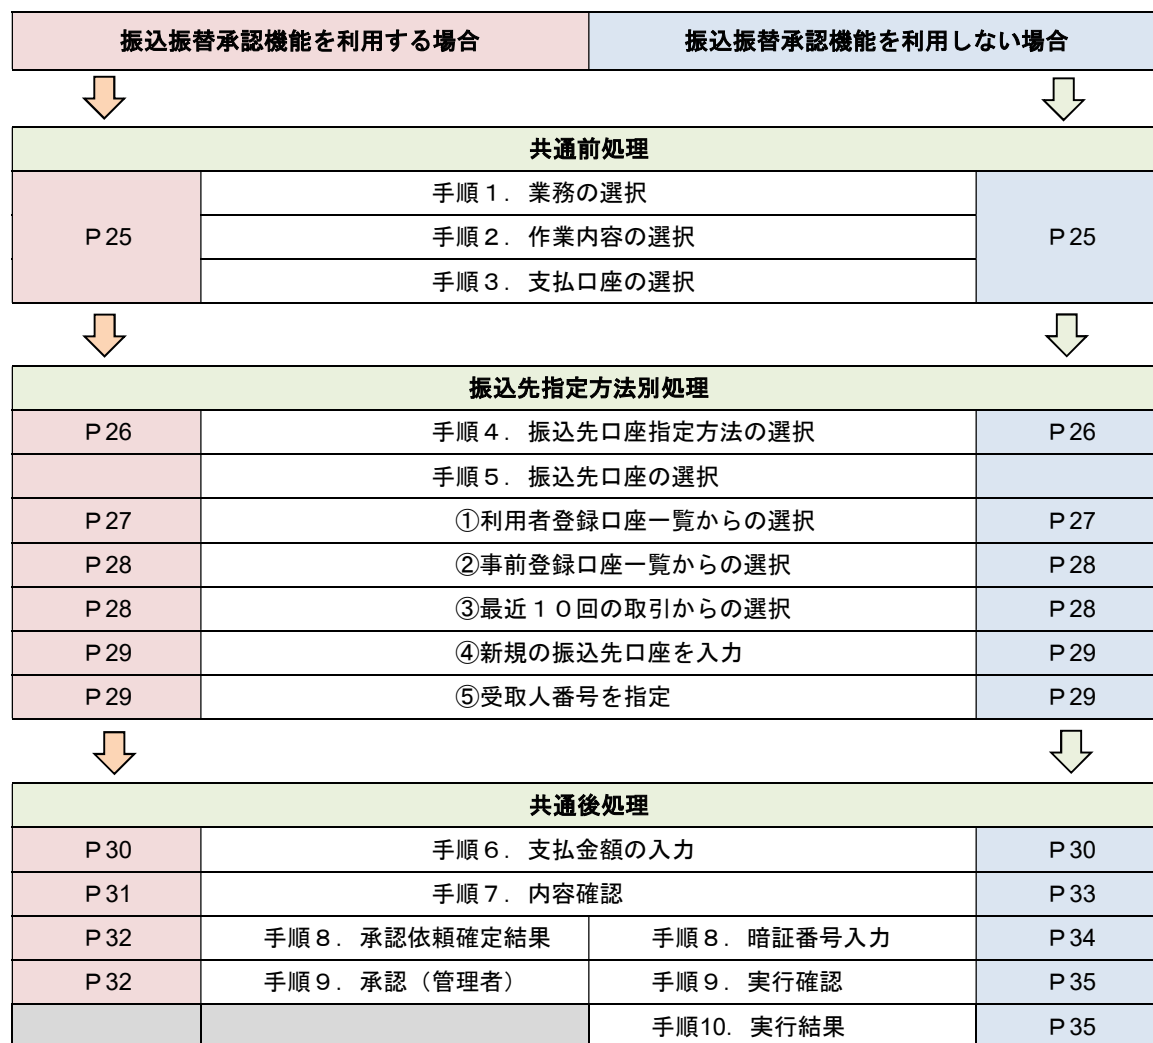 振込振替承認機能を利用する場合 振込振替承認機能を利用しない場合
共通前処理
手順１．業務の選択
P25 手順２．作業内容の選択 P25
手順３．支払口座の選択
振込先指定方法別処理
P26 手順４．振込先口座指定方法の選択 P26
手順５．振込先口座の選択
P27 ①利用者登録口座一覧からの選択 P27
P28 ②事前登録口座一覧からの選択 P28
P28 ③最近１０回の取引からの選択 P28
P29 ④新規の振込先口座を入力 P29
P29 ⑤受取人番号を指定 P29
共通後処理
P30 手順６．支払金額の入力 P30
P31 手順７．内容確認 P33
P32 手順８．承認依頼確定結果 手順８．暗証番号入力 P34
P32 手順９．承認（管理者） 手順９．実行確認 P35
手順10．実行結果 P35